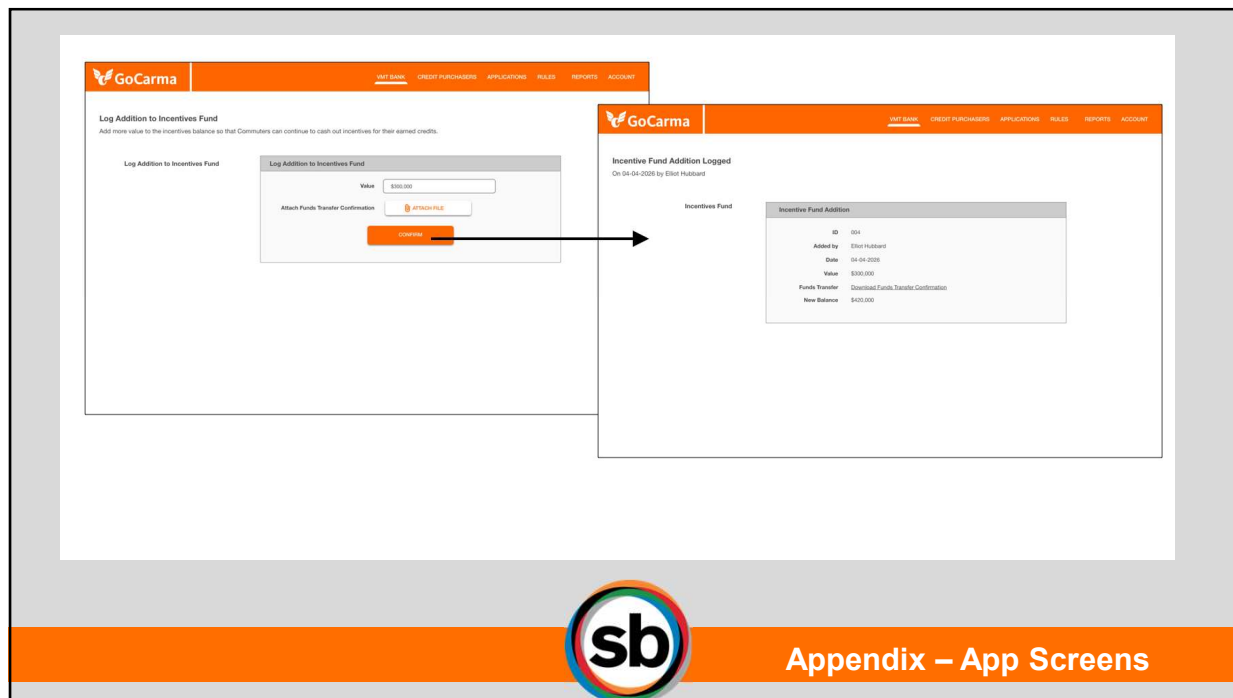 GoCarma
VMT BANK CREDIT PURCHASERS APPLICATIONS RULES REPORTS ACCOUNT
Log Addition to Incentives Fund
Add more value to the incentives balance so that Commuters can continue to cash out incentives for their earned credits.
Log Addition to Incentives Fund
Log Addition to Incentives Fund
Value $300,000
Attach Funds Transfer Confirmation ATTACH FILE
CONFIRM
GoCarma
VMT BANK CREDIT PURCHASERS APPLICATIONS RULES REPORTS ACCOUNT
Incentive Fund Addition Logged
On 04-04-2026 by Elliot Hubbard
Incentives Fund
Incentive Fund Addition
ID 004
Added by Elliot Hubbard
Date 04-04-2026
Value $300,000
Funds Transfer Download Funds Transfer Confirmation
New Balance $420,000
sb
Appendix – App Screens